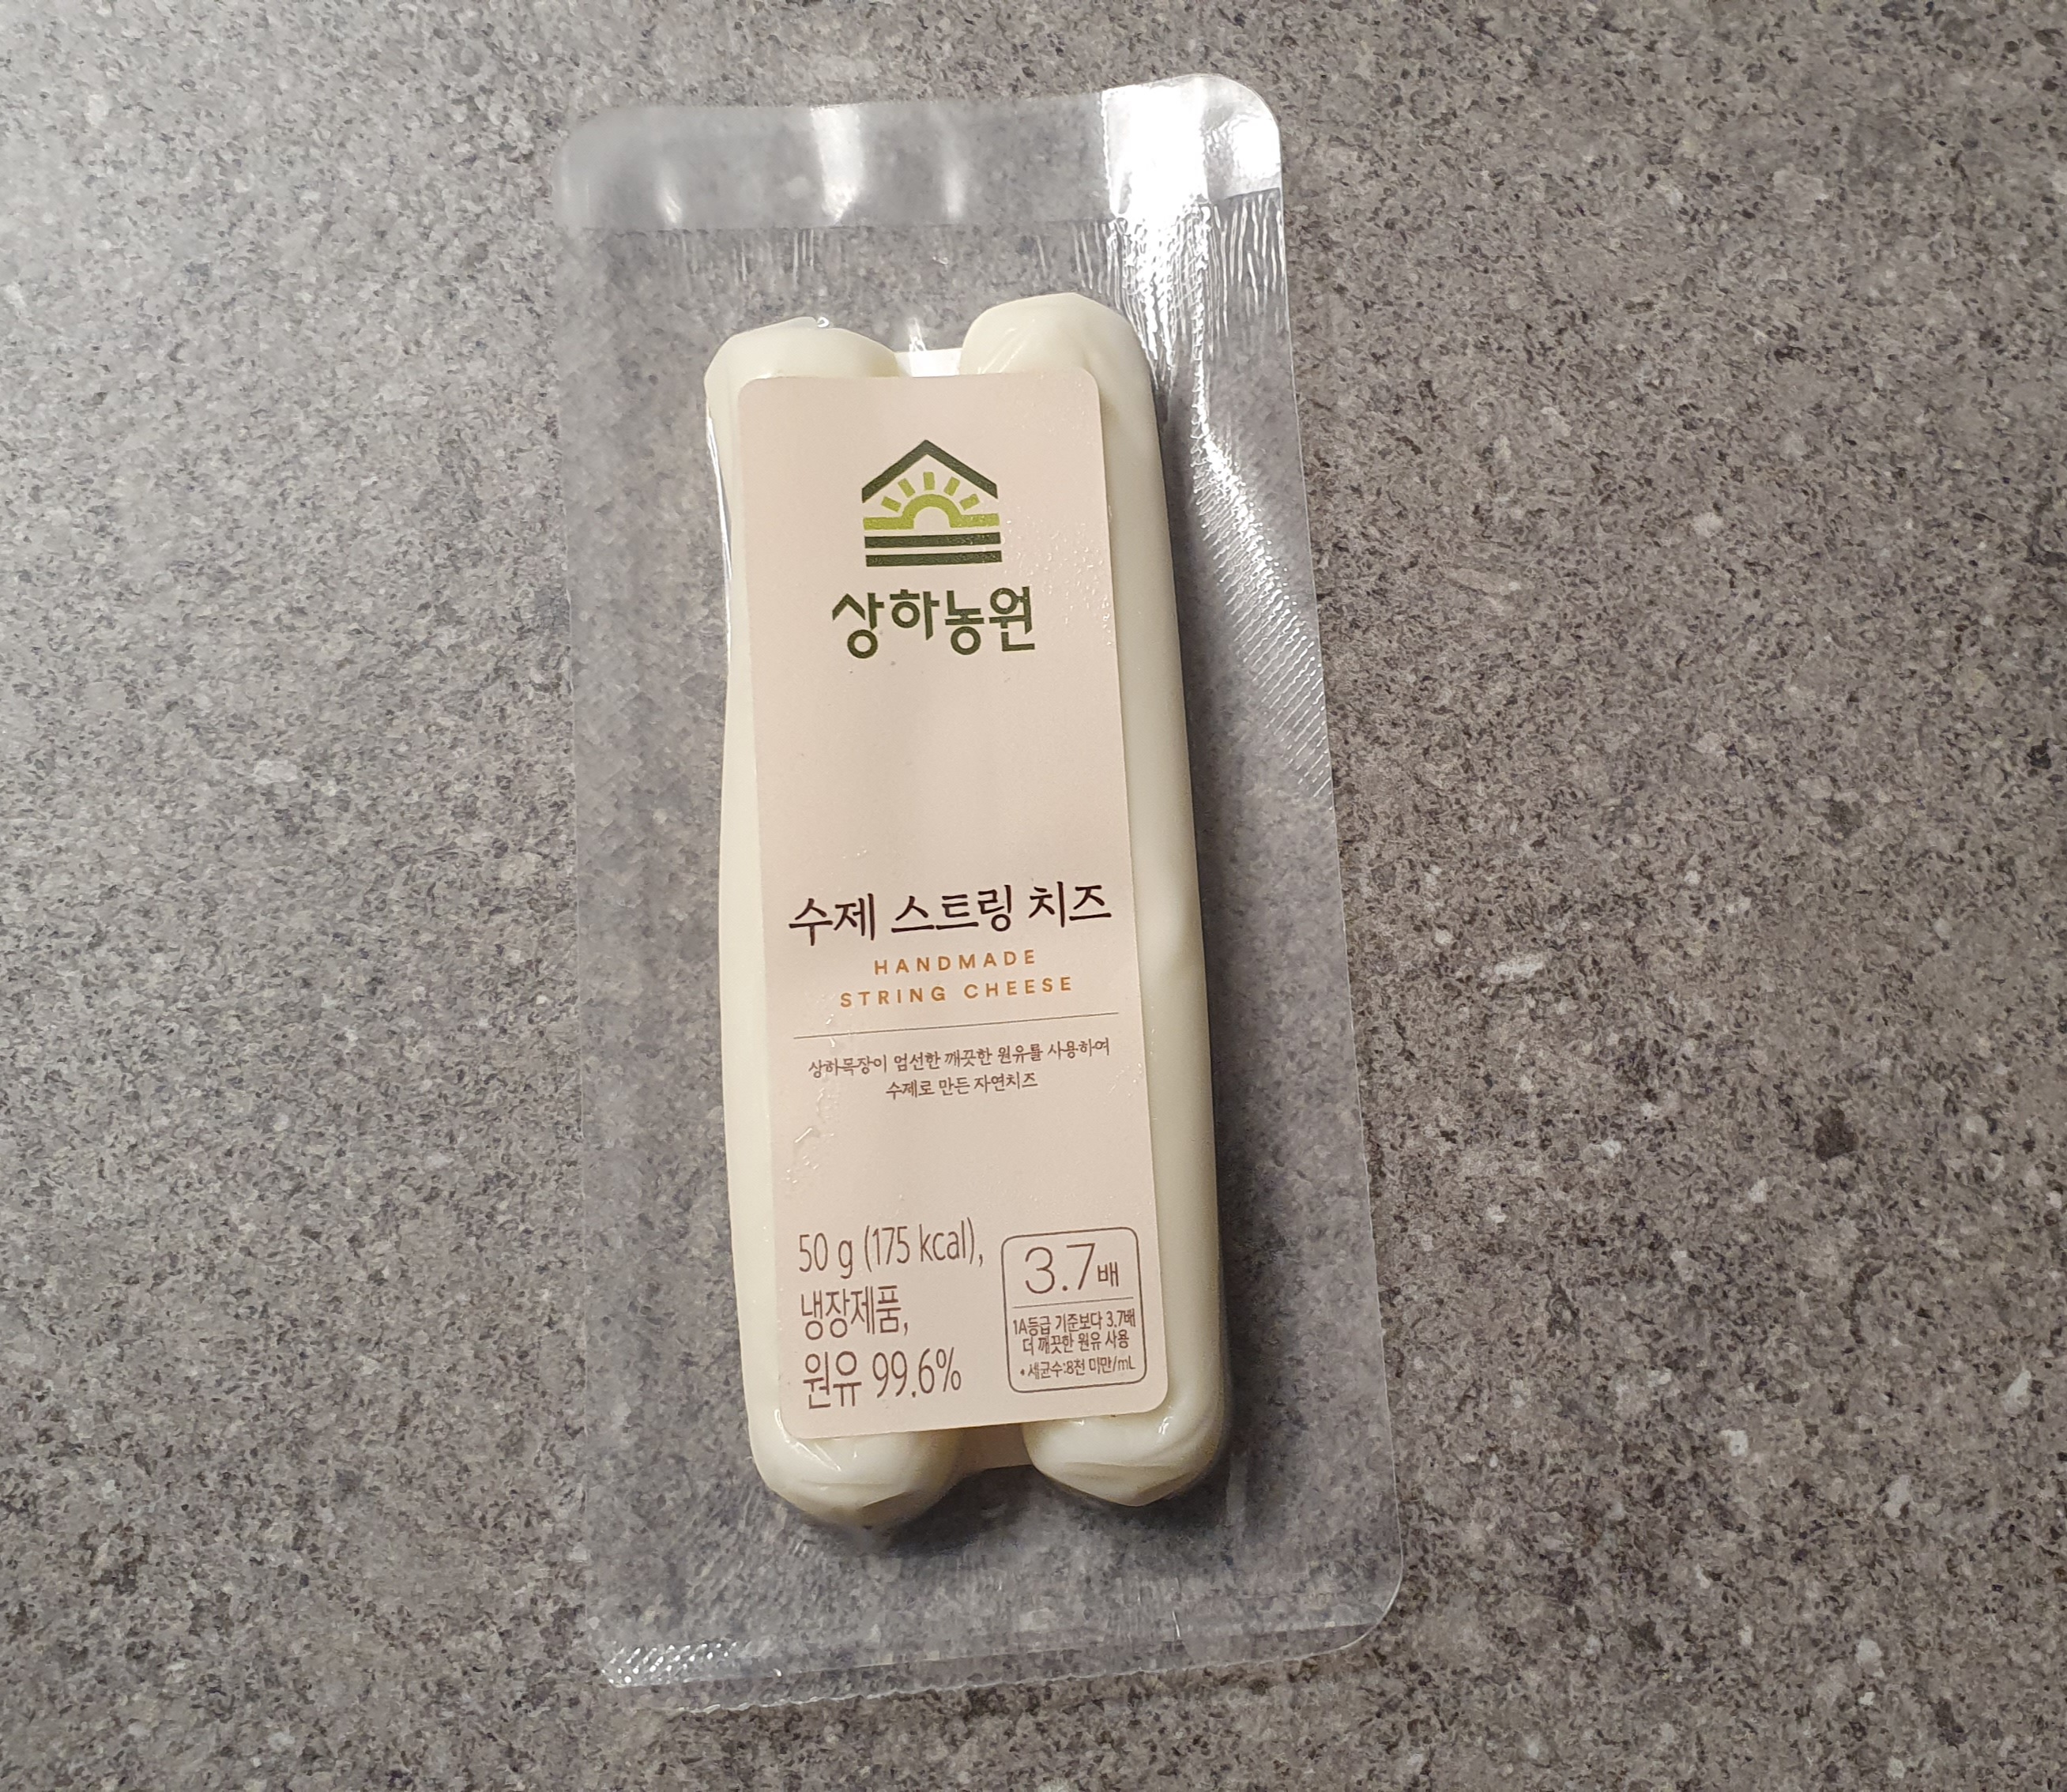 상하농원
수제 스트링 치즈
HANDMADE
STRING CHEESE
상하목장이 엄선한 깨끗한 원유를 사용하여
수제로 만든 자연치즈
50 g (175 kcal),
냉장제품,
원유 99.6%
3.7배
1A등급 기준보다 3.7배
더 깨끗한 원유 사용
• 세균수:8천 미만/mL